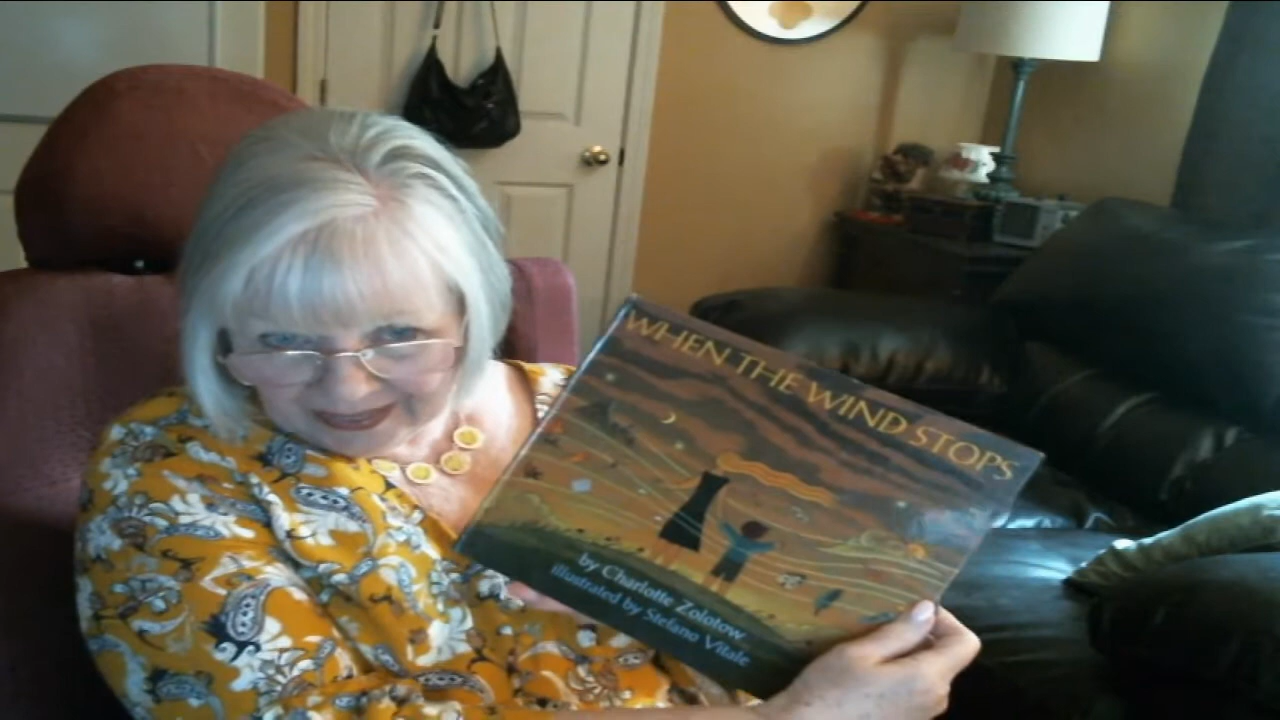 WHEN THE WIND STOPS
by Charlotte Zolotow
illustrated by Stefano Vitale